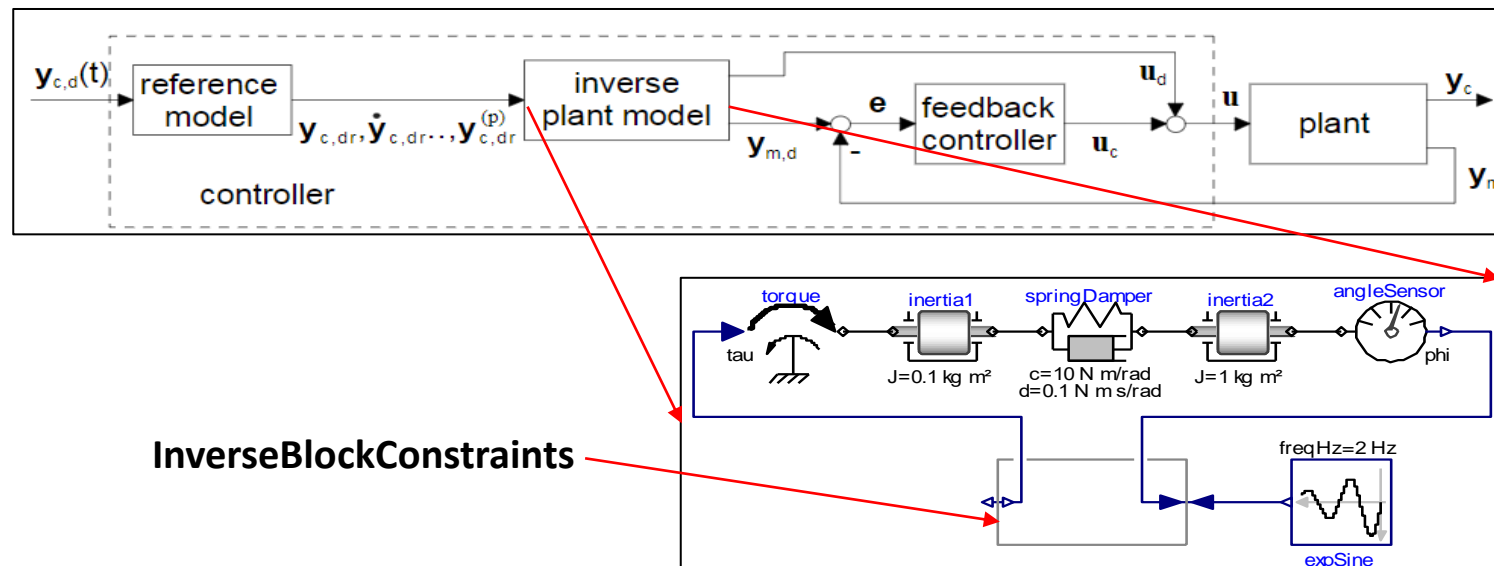 y_c,d(t)
reference
model
y_c,dr, ẏ_c,dr.., y_c,dr^(p)
inverse
plant model
y_m,d
e
-
feedback
controller
u_c
u_d
u
plant
y_c
controller
torque
inertia1
springDamper
inertia2
angleSensor
tau
phi
J=0.1 kg m²
c=10 N m/rad
d=0.1 N m s/rad
J=1 kg m²
InverseBlockConstraints
freqHz=2 Hz
expSine